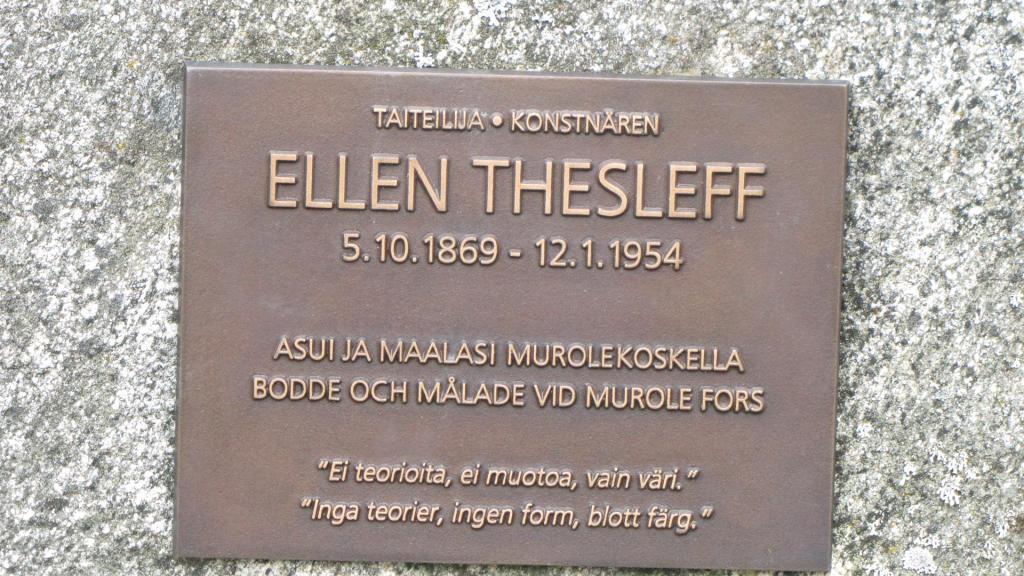 TAITEILIJA • KONSTNÄREN
ELLEN THESLEFF
5.10.1869 - 12.1.1954
ASUI JA MAALASI MUROLEKOSKELLA
BODDE OCH MÅLADE VID MUROLE FORS
"Ei teorioita, ei muotoa, vain väri."
"Inga teorier, ingen form, blott färg."